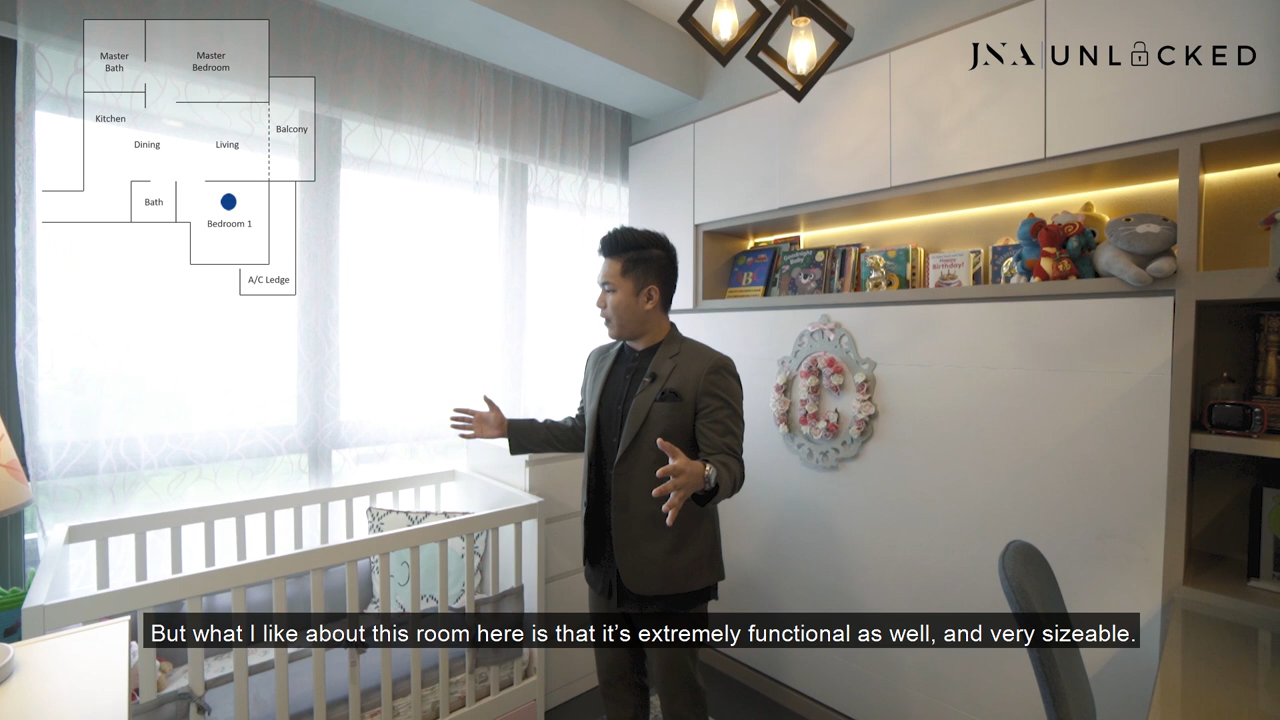 Master
Bath
Master
Bedroom
Kitchen
Balcony
Dining
Living
Bath
Bedroom 1
A/C Ledge
JNA|UNLOCKED
Goodnight
Baby
B
Birthday!
C
But what I like about this room here is that it's extremely functional as well, and very sizeable.